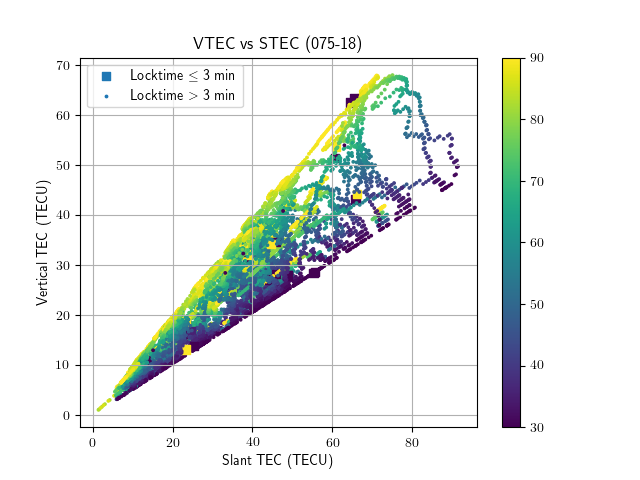 VTEC vs STEC (075-18)
Locktime ≤ 3 min
Locktime > 3 min
Vertical TEC (TECU)
70
60
50
40
30
20
10
0
0 20 40 60 80
Slant TEC (TECU)
90
80
70
60
50
40
30